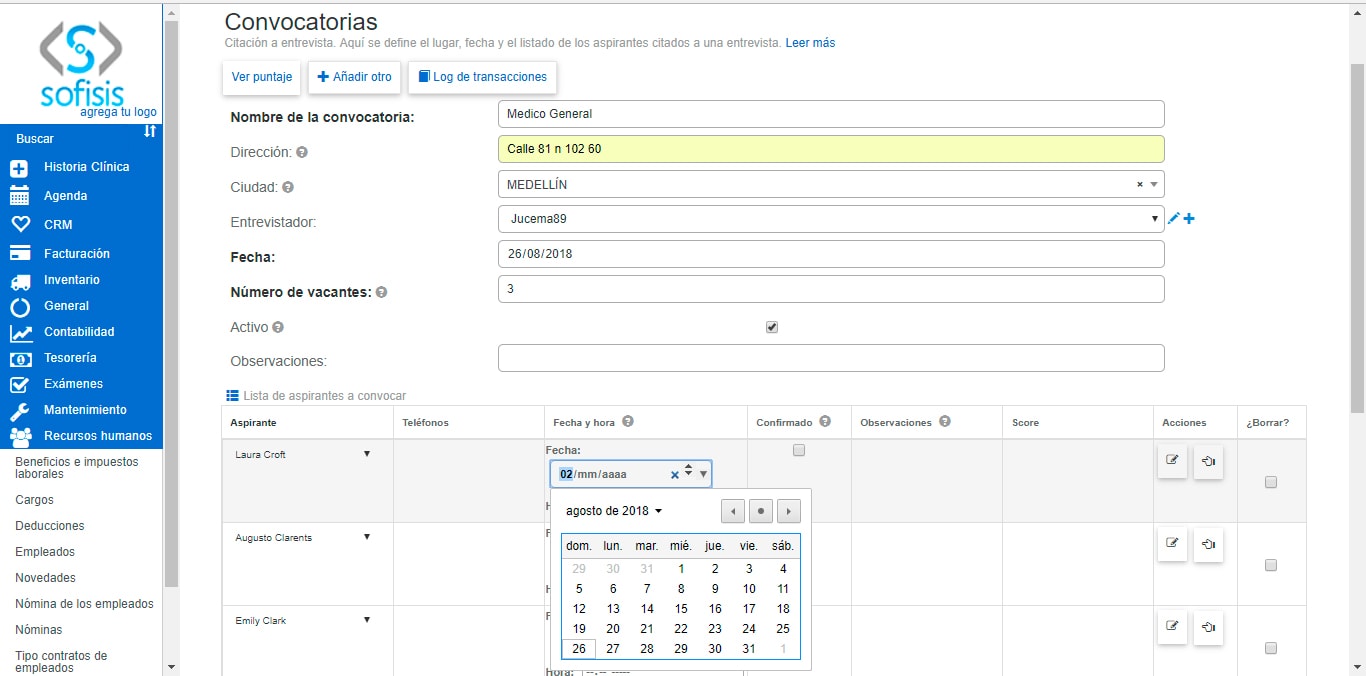 Convocatorias
Citación a entrevista. Aquí se define el lugar, fecha y el listado de los aspirantes citados a una entrevista. Leer más
Ver puntaje
Añadir otro
Log de transacciones
sofisis
agrega tu logo
Buscar
Historia Clínica
Agenda
CRM
Facturación
Inventario
General
Contabilidad
Tesorería
Exámenes
Mantenimiento
Recursos humanos
Beneficios e impuestos
laborales
Cargos
Deducciones
Empleados
Novedades
Nómina de los empleados
Nóminas
Tipo contratos de
empleados
Nombre de la convocatoria: Medico General
Dirección: Calle 81 n 102 60
Ciudad: MEDELLÍN
Entrevistador: Jucema89
Fecha: 26/08/2018
Número de vacantes: 3
Activo
Observaciones:
Lista de aspirantes a convocar
Aspirante Teléfonos Fecha y hora Confirmado Observaciones Score Acciones ¿Borrar?
Laura Croft
Fecha:
02/mm/aaaa
agosto de 2018
dom. lun. mar. mié. jue. vie. sáb.
29 30 31 1 2 3 4
5 6 7 8 9 10 11
12 13 14 15 16 17 18
19 20 21 22 23 24 25
26 27 28 29 30 31 1
Augusto Clarents
Emily Clark
Hora: